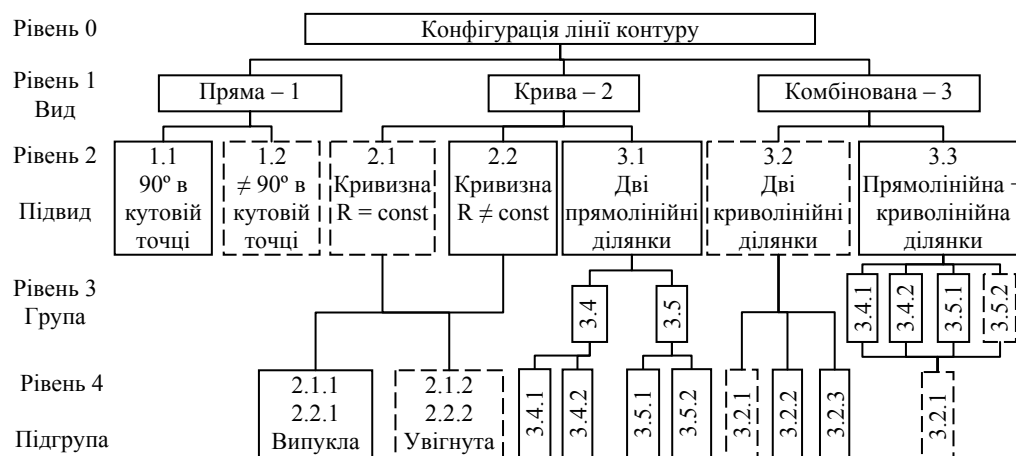 Рівень 0
Конфігурація лінії контуру
Рівень 1
Вид
Пряма – 1
Крива – 2
Комбінована – 3
Рівень 2
Підвид
1.1
90º в
кутовій
точці
1.2
≠ 90º в
кутовій
точці
2.1
Кривизна
R = const
2.2
Кривизна
R ≠ const
3.1
Дві
прямолінійні
ділянки
3.2
Дві
криволінійні
ділянки
3.3
Прямолінійна –
криволінійна
ділянки
Рівень 3
Група
3.4
3.5
3.4.1
3.4.2
3.5.1
3.5.2
Рівень 4
Підгрупа
2.1.1
2.2.1
Випукла
2.1.2
2.2.2
Увігнута
3.4.1
3.4.2
3.5.1
3.5.2
3.2.1
3.2.2
3.2.3
3.2.1